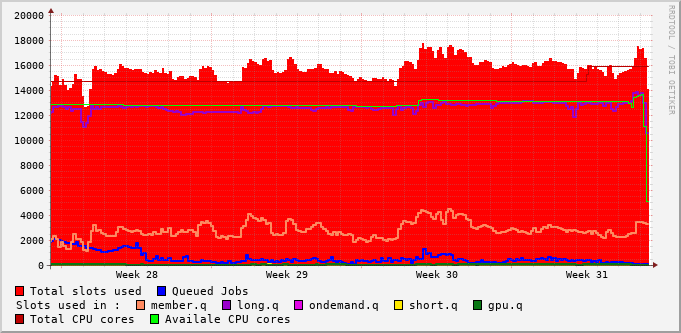 20000
18000
16000
14000
12000
10000
8000
6000
4000
2000
0
Week 28 Week 29 Week 30 Week 31
Total slots used Queued Jobs
Slots used in : member.q long.q ondemand.q short.q gpu.q
Total CPU cores Availale CPU cores
RRDTOOL / TOBI OETIKER